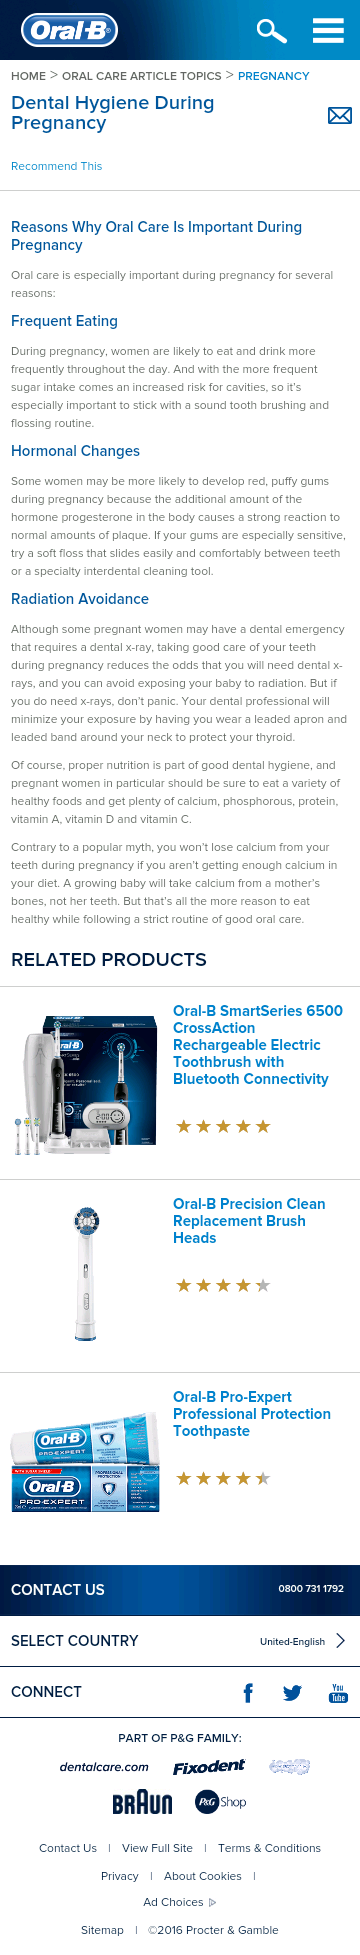 Oral-B
HOME > ORAL CARE ARTICLE TOPICS > PREGNANCY
Dental Hygiene During
Pregnancy
Recommend This
Reasons Why Oral Care Is Important During
Pregnancy
Oral care is especially important during pregnancy for several
reasons:
Frequent Eating
During pregnancy, women are likely to eat and drink more
frequently throughout the day. And with the more frequent
sugar intake comes an increased risk for cavities, so it's
especially important to stick with a sound tooth brushing and
flossing routine.
Hormonal Changes
Some women may be more likely to develop red, puffy gums
during pregnancy because the additional amount of the
hormone progesterone in the body causes a strong reaction to
normal amounts of plaque. If your gums are especially sensitive,
try a soft floss that slides easily and comfortably between teeth
or a specialty interdental cleaning tool.
Radiation Avoidance
Although some pregnant women may have a dental emergency
that requires a dental x-ray, taking good care of your teeth
during pregnancy reduces the odds that you will need dental x-
rays, and you can avoid exposing your baby to radiation. But if
you do need x-rays, don't panic. Your dental professional will
minimize your exposure by having you wear a leaded apron and
leaded band around your neck to protect your thyroid.
Of course, proper nutrition is part of good dental hygiene, and
pregnant women in particular should be sure to eat a variety of
healthy foods and get plenty of calcium, phosphorous, protein,
vitamin A, vitamin D and vitamin C.
Contrary to a popular myth, you won't lose calcium from your
teeth during pregnancy if you aren't getting enough calcium in
your diet. A growing baby will take calcium from a mother's
bones, not her teeth. But that's all the more reason to eat
healthy while following a strict routine of good oral care.
RELATED PRODUCTS
Oral-B SmartSeries 6500
CrossAction
Rechargeable Electric
Toothbrush with
Bluetooth Connectivity
Oral-B Precision Clean
Replacement Brush
Heads
Oral-B Pro-Expert
Professional Protection
Toothpaste
Oral-B
PRO-EXPERT
Oral-B
PRO-EXPERT
CONTACT US 0800 731 1792
SELECT COUNTRY United-English
CONNECT You Tube
PART OF P&G FAMILY:
dentalcare.com Fixodent
BRAUN P&G Shop
Contact Us | View Full Site | Terms & Conditions
Privacy | About Cookies |
Ad Choices
Sitemap | ©2016 Procter & Gamble